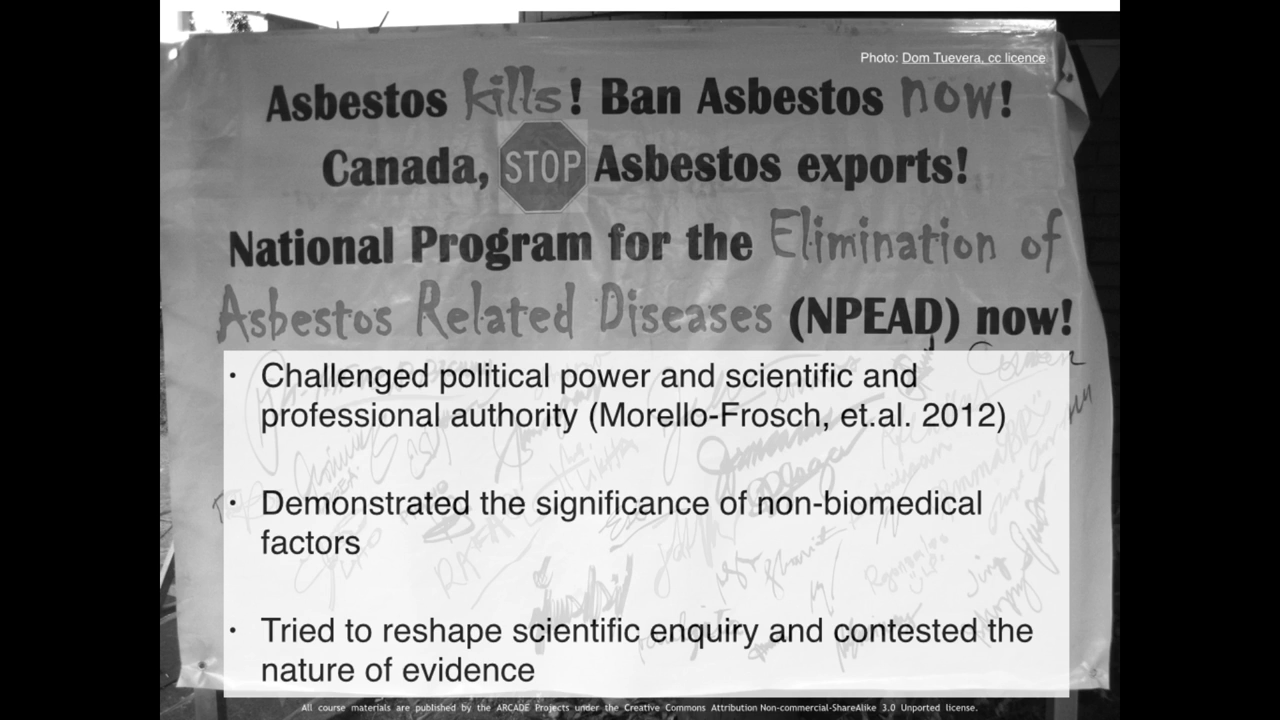 Photo: Dom Tuevera, cc licence
Asbestos kills! Ban Asbestos now!
Canada, STOP Asbestos exports!
National Program for the Elimination of
Asbestos Related Diseases (NPEAD) now!
• Challenged political power and scientific and
professional authority (Morello-Frosch, et.al. 2012)
• Demonstrated the significance of non-biomedical
factors
• Tried to reshape scientific enquiry and contested the
nature of evidence
All course materials are published by the ARCADE Projects under the Creative Commons Attribution Non-commercial-ShareAlike 3.0 Unported license.